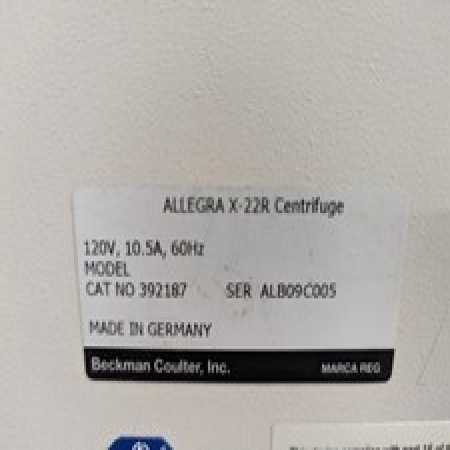 ALLEGRA X-22R Centrifuge
120V, 10.5A, 60Hz
MODEL
CAT NO 392187 SER ALB09C005
MADE IN GERMANY
Beckman Coulter, Inc. MARCA REG